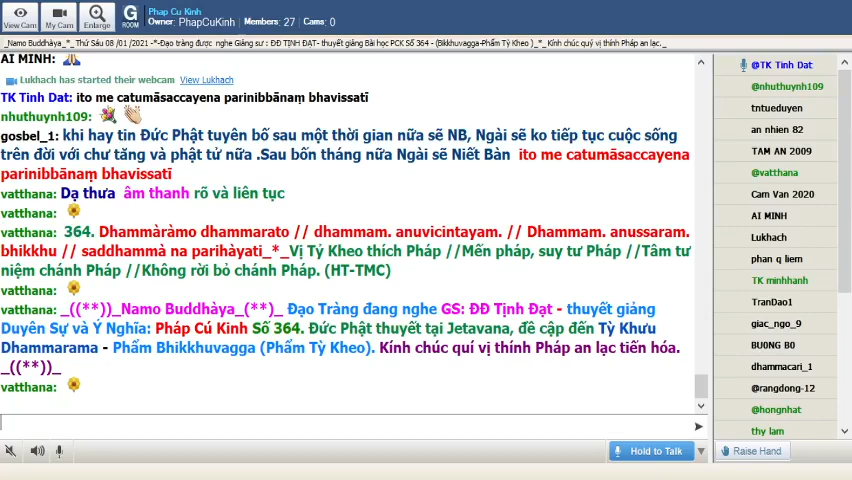 View Cam
My Cam
Enlarge
G
ROOM
Phap Cu Kinh
Owner: PhapCuKinh Members: 27 Cams: 0
_Namo Buddhàya_*_ Thứ Sáu 08 /01 /2021 -*-Đạo tràng được nghe Giảng sư : ĐĐ TỊNH ĐẠT- thuyết giảng Bài học PCK Số 364 - (Bikkhuvagga-Phẩm Tỳ Kheo )_*_ Kính chúc quý vị thính Pháp an lạc._
AI MINH:
Lukhach has started their webcam View Lukhach
TK Tinh Dat: ito me catumāsaccayena parinibbānaṃ bhavissatī
nhuthuynh109:
gosbel_1: khi hay tin Đức Phật tuyên bố sau một thời gian nữa sẽ NB, Ngài sẽ ko tiếp tục cuộc sống
trên đời với chư tăng và phật tử nữa .Sau bốn tháng nữa Ngài sẽ Niết Bàn ito me catumāsaccayena
parinibbānaṃ bhavissatī
vatthana: Dạ thưa âm thanh rõ và liên tục
vatthana:
vatthana: 364. Dhammàràmo dhammarato // dhammam. anuvicintayam. // Dhammam. anussaram.
bhikkhu // saddhammà na parihàyati_*_Vị Tỷ Kheo thích Pháp //Mến pháp, suy tư Pháp //Tâm tư
niệm chánh Pháp //Không rời bỏ chánh Pháp. (HT-TMC)
vatthana:
vatthana: _((**))_Namo Buddhàya_(**)_ Đạo Tràng đang nghe GS: ĐĐ Tịnh Đạt - thuyết giảng
Duyên Sự và Ý Nghĩa: Pháp Cú Kinh Số 364. Đức Phật thuyết tại Jetavana, đề cập đến Tỳ Khưu
Dhammarama - Phẩm Bhikkhuvagga (Phẩm Tỳ Kheo). Kính chúc quí vị thính Pháp an lạc tiến hóa.
_((**))_
vatthana:
Hold to Talk
@TK Tinh Dat
@nhuthuynh109
tntueduyen
an nhien 82
TAM AN 2009
@vatthana
Cam Van 2020
AI MINH
Lukhach
phan q liem
TK minhhanh
TranDao1
giac_ngo_9
BU0NG B0
dhammacari_1
@rangdong-12
@hongnhat
thy lam
Raise Hand